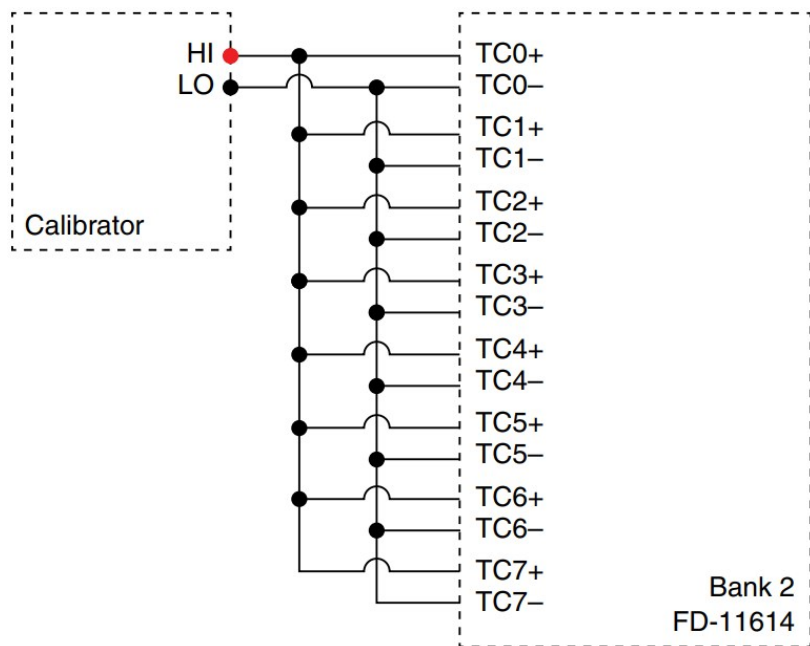 HI
LO
Calibrator
TC0+
TC0–
TC1+
TC1–
TC2+
TC2–
TC3+
TC3–
TC4+
TC4–
TC5+
TC5–
TC6+
TC6–
TC7+
TC7–
Bank 2
FD-11614